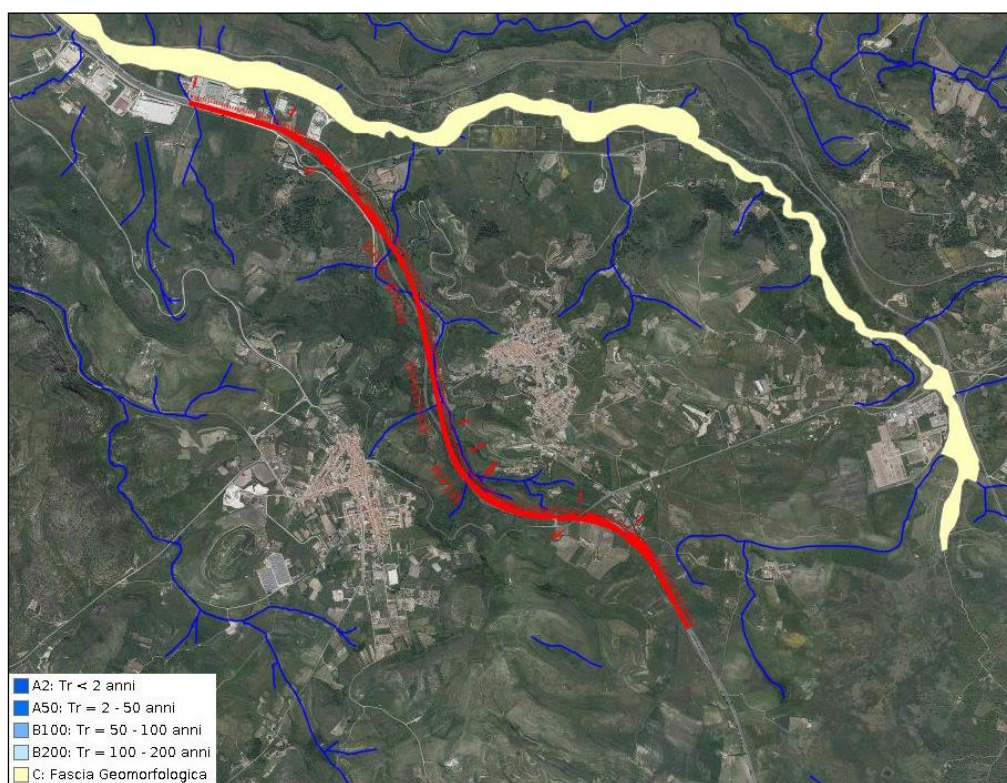 A2: Tr < 2 anni
A50: Tr = 2 - 50 anni
B100: Tr = 50 - 100 anni
B200: Tr = 100 - 200 anni
C: Fascia Geomorfologica